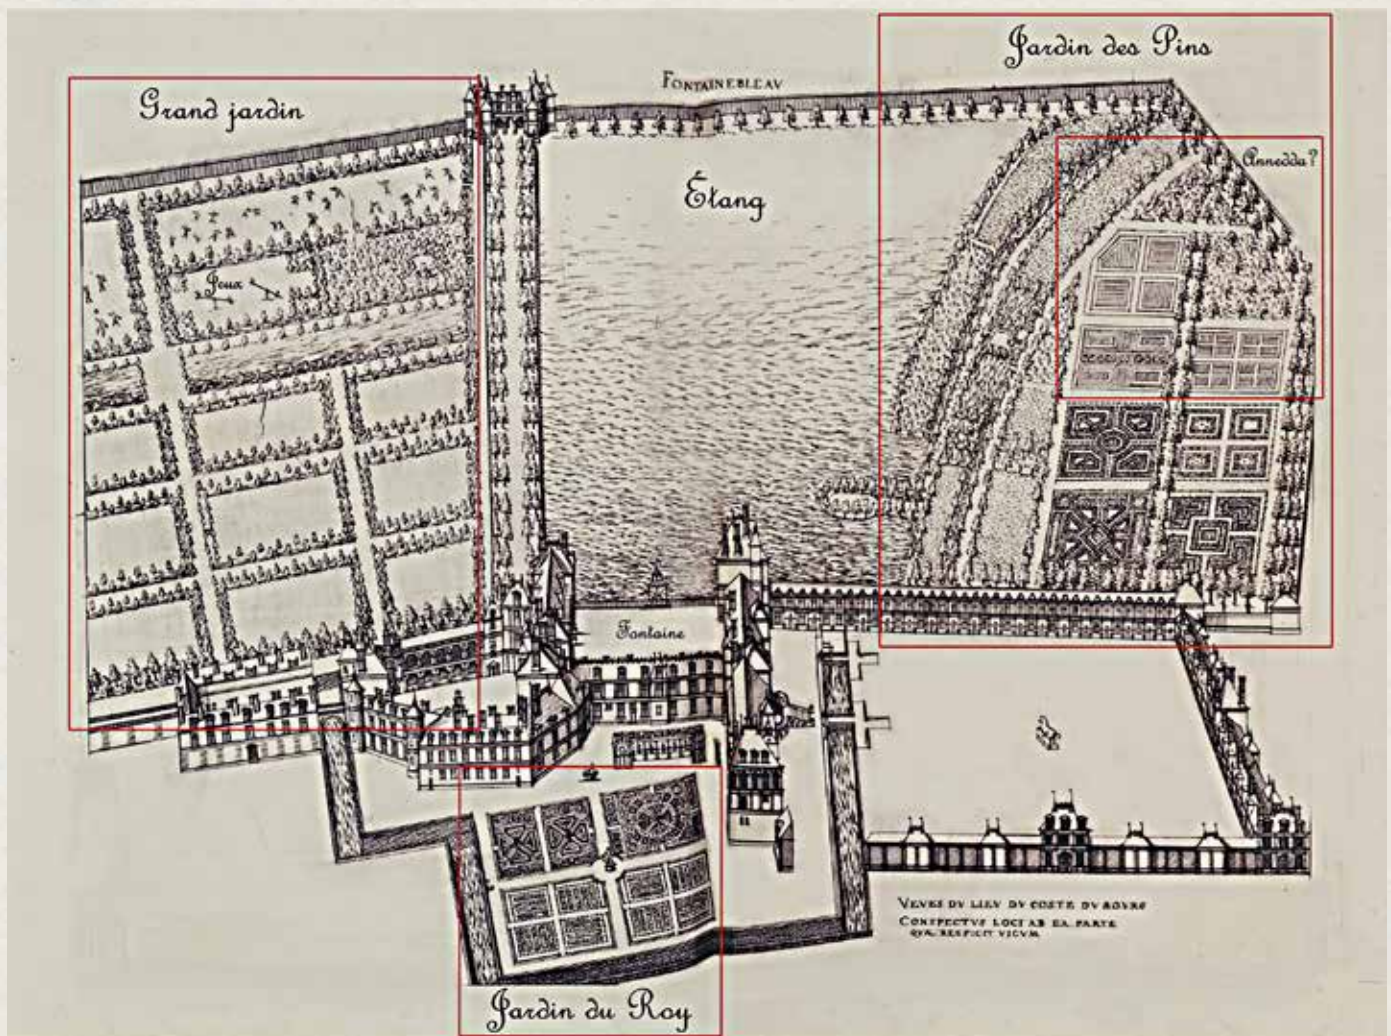 Jardin des Pins
FONTAINEBLEAV
Grand jardin
Annedda?
Étang
Jeux
Fontaine
VEVES DV LIEV DV COSTE DV BOVRG
CONSPECTVS LOCI AB EA PARTE
QVÆ RESPICIT VICVM
Jardin du Roy